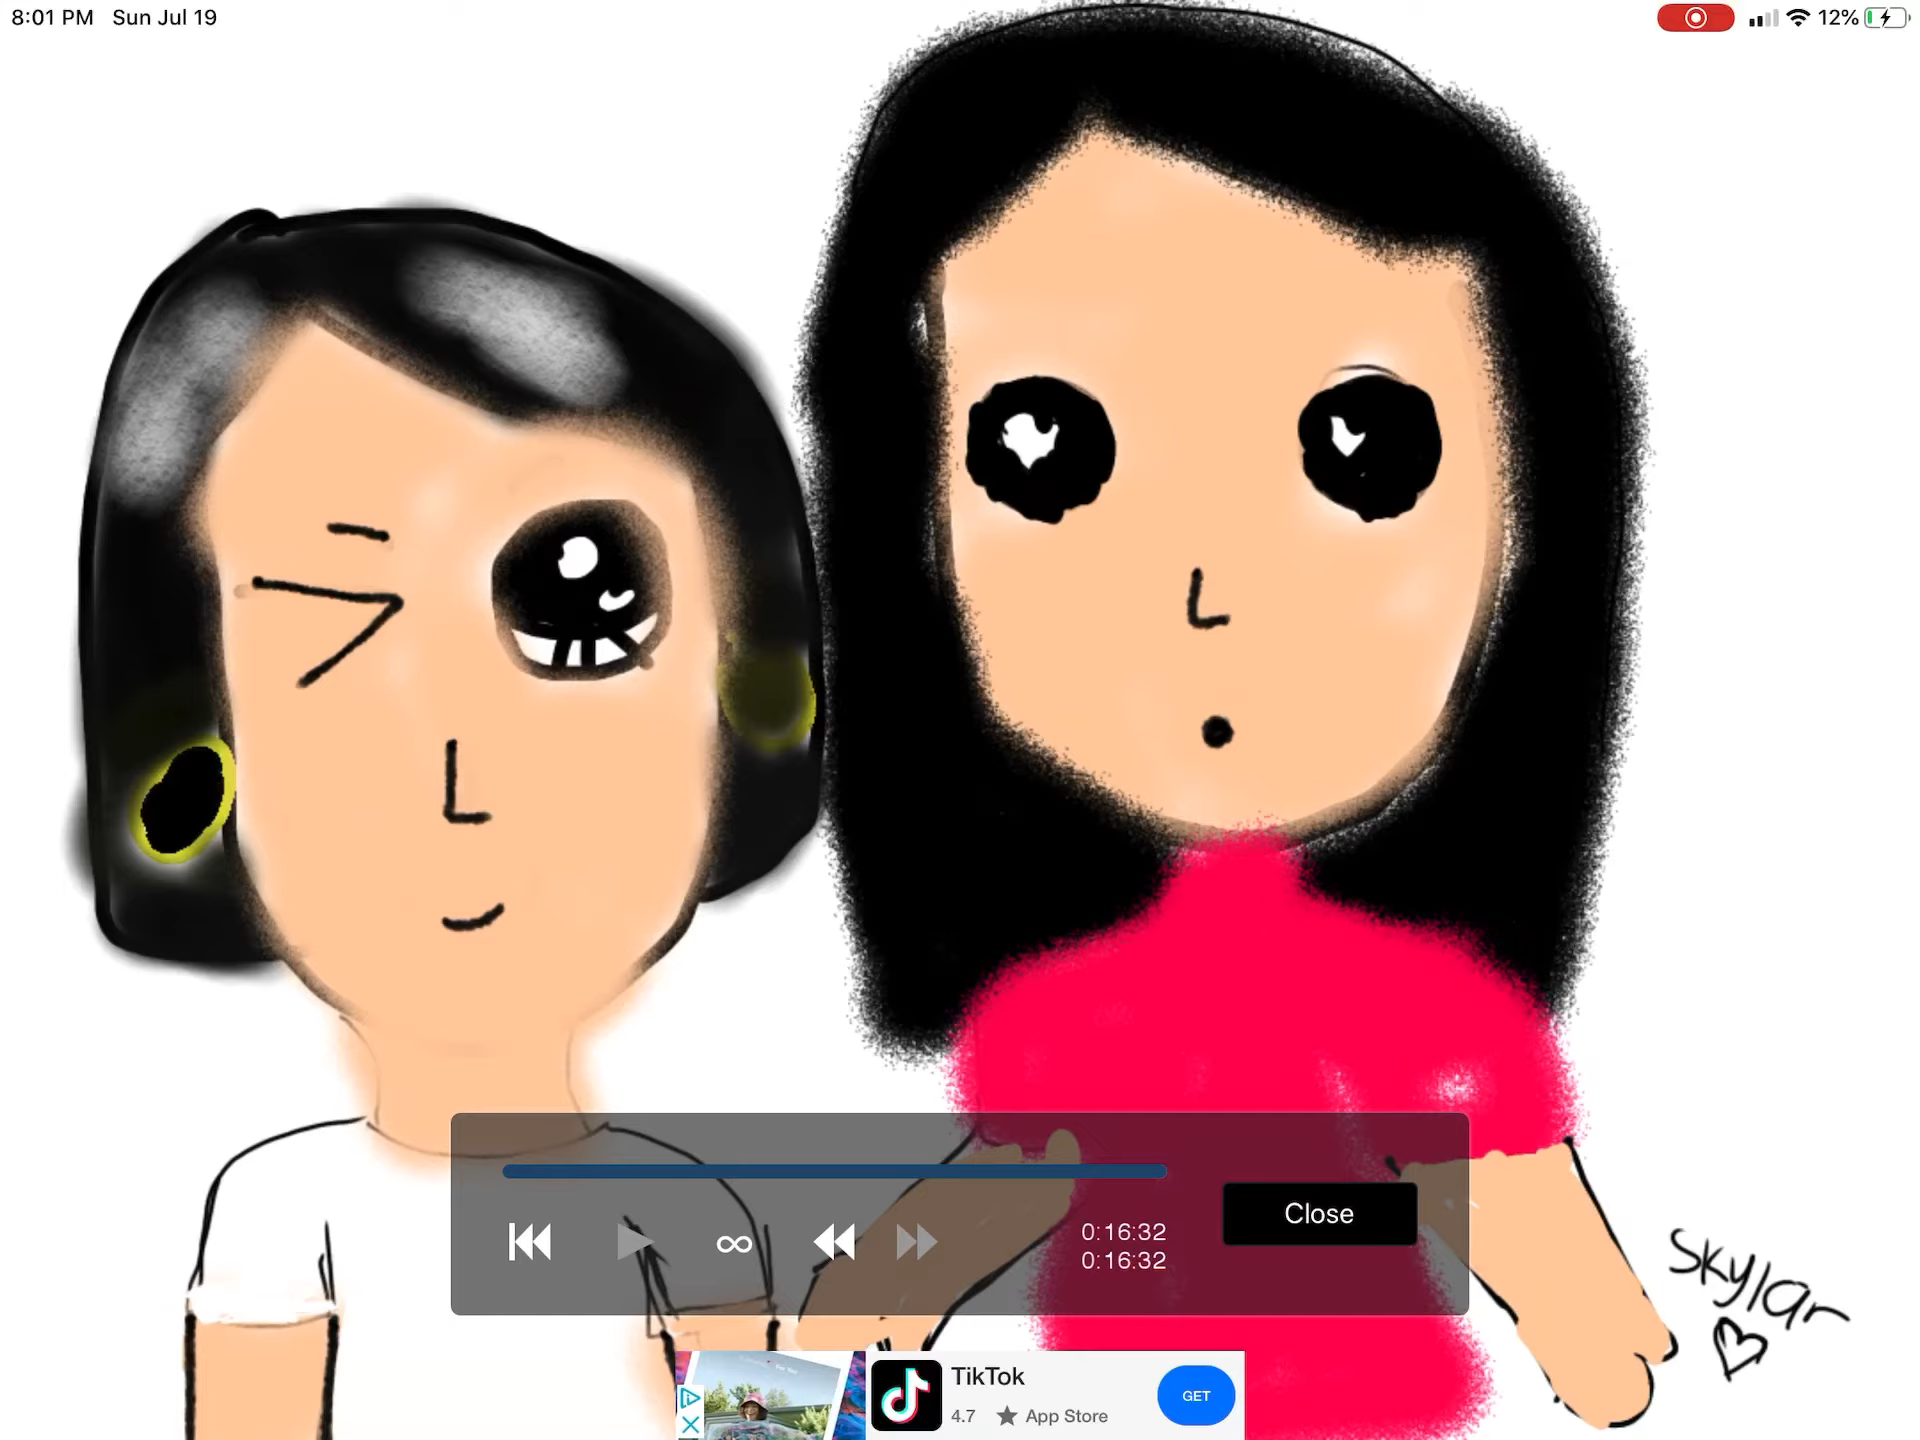 8:01 PM Sun Jul 19
12%
0:16:32
0:16:32
Close
Skylar
TikTok
4.7 ★ App Store
GET